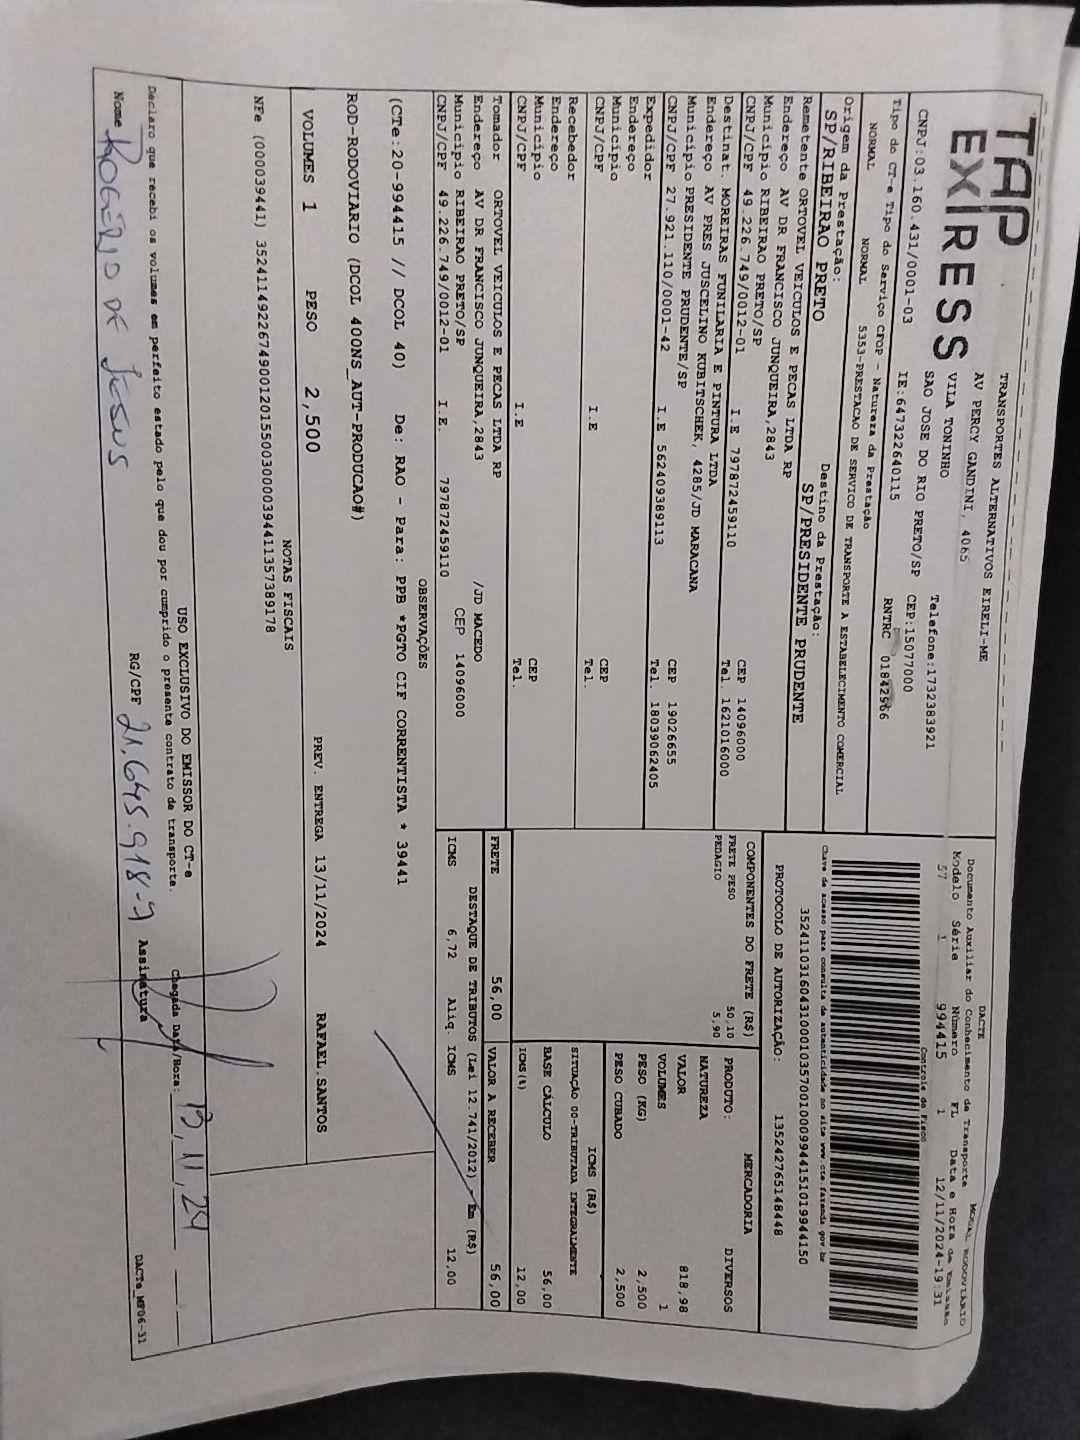 TAP
EXPRESS
TRANSPORTES ALTERNATIVOS EIRELI-ME
AV PERCY GANDINI, 4065
VILA TONINHO
SAO JOSE DO RIO PRETO/SP
Telefone:1732383921
CEP:15077000
CNPJ:03.160.431/0001-03
IE:647322640115
RNTRC 01842566
Tipo do CT-e Tipo do Serviço CFOP - Natureza da Prestação
NORMAL NORMAL 5353-PRESTACAO DE SERVICO DE TRANSPORTE A ESTABELECIMENTO COMERCIAL
Origem da Prestação: Destino da Prestação:
SP/RIBEIRAO PRETO SP/PRESIDENTE PRUDENTE
Remetente ORTOVEL VEICULOS E PECAS LTDA RP
Endereço AV DR FRANCISCO JUNQUEIRA,2843
Município RIBEIRAO PRETO/SP CEP 14096000
CNPJ/CPF 49.226.749/0012-01 I.E 797872459110 Tel. 1621016000
Destinat. MOREIRAS FUNILARIA E PINTURA LTDA
Endereço AV PRES JUSCELINO KUBITSCHEK, 4285/JD MARACANA
Município PRESIDENTE PRUDENTE/SP CEP 19026655
CNPJ/CPF 27.921.110/0001-42 I.E 562409389113 Tel. 18039062405
Expedidor
Endereço
Município CEP
CNPJ/CPF I.E Tel.
Recebedor
Endereço
Município CEP
CNPJ/CPF I.E Tel.
Tomador ORTOVEL VEICULOS E PECAS LTDA RP
Endereço AV DR FRANCISCO JUNQUEIRA,2843 /JD MACEDO
Município RIBEIRAO PRETO/SP CEP 14096000
CNPJ/CPF 49.226.749/0012-01 I.E. 797872459110
DACTE
Documento Auxiliar do Conhecimento de Transporte MODAL RODOVIÁRIO
Modelo Série Número FL Data e Hora de Emissão
57 1 994415 1 12/11/2024-19:31
Controle do Fisco
Chave de acesso para consulta de autenticidade no site www.cte.fazenda.gov.br
35241103160431000103570010009944151019944150
PROTOCOLO DE AUTORIZAÇÃO: 135242765148448
COMPONENTES DO FRETE (R$)
FRETE PESO 50,10
PEDAGIO 5,90
PRODUTO: MERCADORIA
NATUREZA DIVERSOS
VALOR 818,98
VOLUMES 1
PESO (KG) 2,500
PESO CUBADO 2,500
ICMS (R$)
SITUAÇÃO 00-TRIBUTADA INTEGRALMENTE
BASE CÁLCULO 56,00
ICMS(%) 12,00
FRETE 56,00 VALOR A RECEBER 56,00
DESTAQUE DE TRIBUTOS (Lei 12.741/2012) - Em (R$)
ICMS 6,72 Aliq. ICMS 12,00
OBSERVAÇÕES
(CTe:20-994415 // DCOL 40) De: RAO - Para: PPB *PGTO CIF CORRENTISTA * 39441
ROD-RODOVIARIO (DCOL 400NS_AUT-PRODUCAO#)
VOLUMES 1 PESO 2,500 PREV. ENTREGA 13/11/2024 RAFAEL.SANTOS
NOTAS FISCAIS
NFe (000039441) 35241149226749001201550030000394411357389178
USO EXCLUSIVO DO EMISSOR DO CT-e
Declaro que recebi os volumes em perfeito estado pelo que dou por cumprido o presente contrato de transporte.
Chegada Data/Hora: 13, 11, 24
Nome ROGÉRIO DE JESUS RG/CPF 21.645.918-9 Assinatura
DACTe_MF06-31